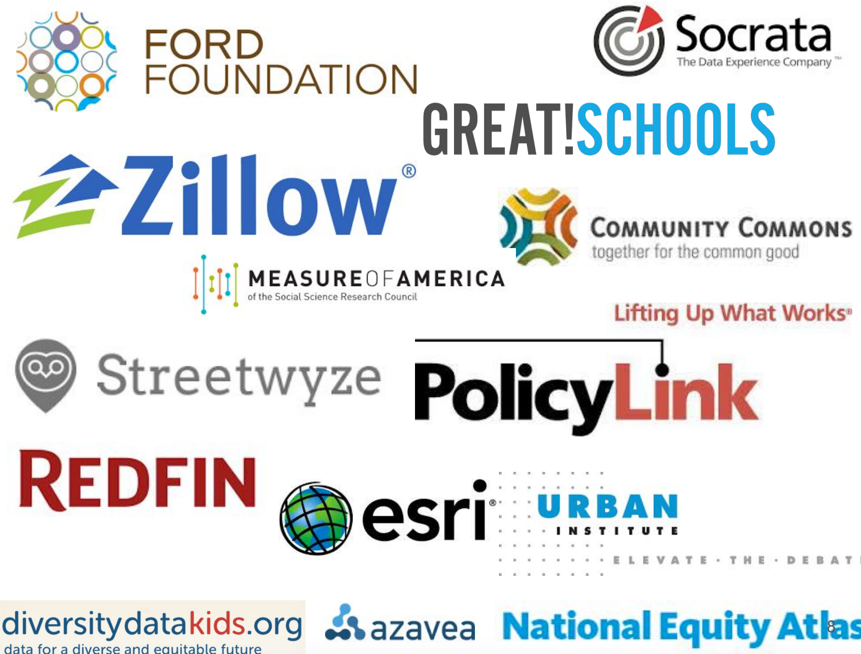 FORD
FOUNDATION
Socrata
The Data Experience Company ™
GREAT!SCHOOLS
Zillow®
COMMUNITY COMMONS
together for the common good
MEASUREOFAMERICA
of the Social Science Research Council
Lifting Up What Works®
Streetwyze
PolicyLink
REDFIN
esri®
URBAN
INSTITUTE
ELEVATE · THE · DEBAT
diversitydatakids.org
data for a diverse and equitable future
azavea
National Equity Atlas
8